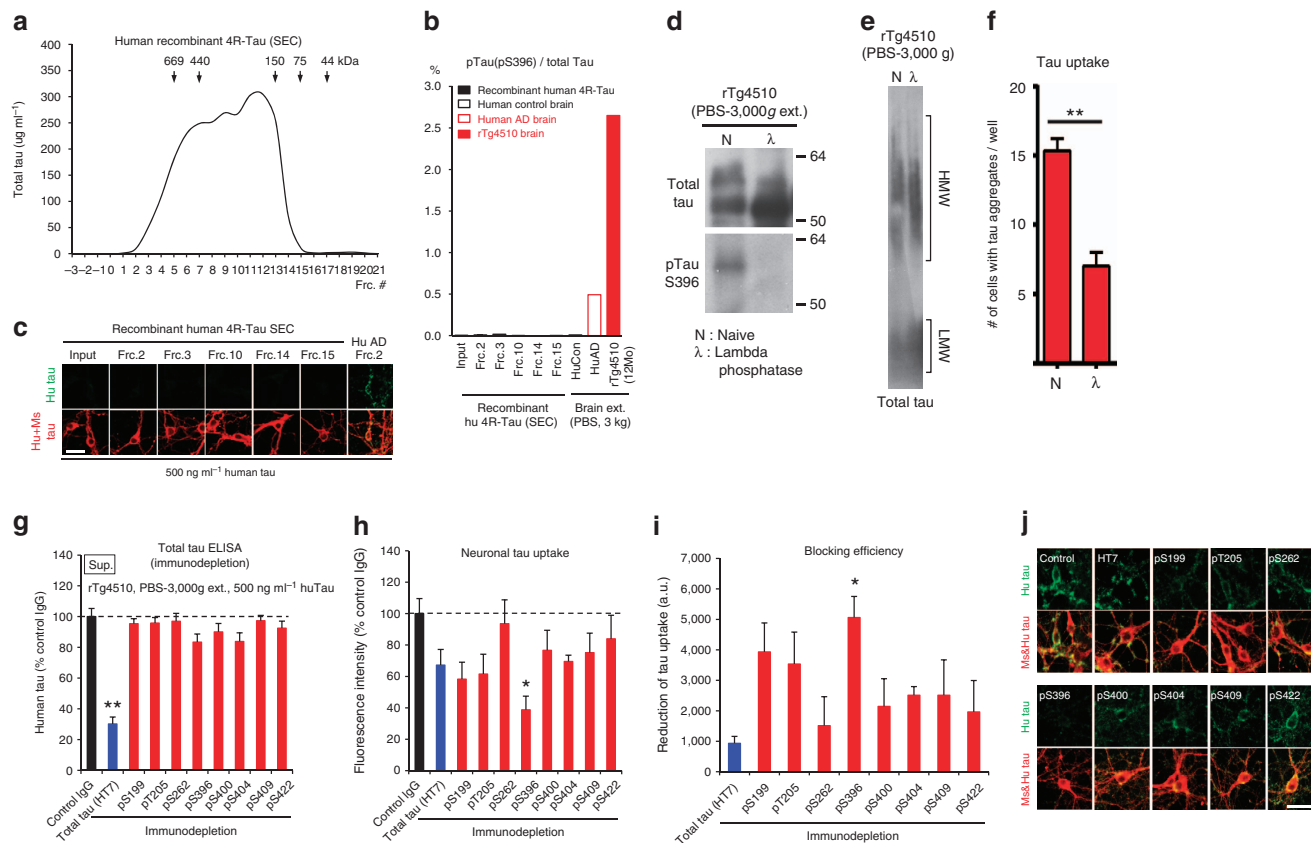 a
Human recombinant 4R-Tau (SEC)
669 440 150 75 44 kDa
Total tau (ug ml⁻¹)
400
350
300
250
200
150
100
50
0
−3 −2 −1 0 1 2 3 4 5 6 7 8 9 10 11 12 13 14 15 16 17 18 19 20 21
Frc. #
b
pTau(pS396) / total Tau
%
3.0
2.5
2.0
1.5
1.0
0.5
0.0
Recombinant human 4R-Tau
Human control brain
Human AD brain
rTg4510 brain
Input
Frc.2
Frc.3
Frc.10
Frc.14
Frc.15
HuCon
HuAD
rTg4510
(12Mo)
Recombinant
hu 4R-Tau (SEC)
Brain ext.
(PBS, 3 kg)
c
Recombinant human 4R-Tau SEC
Hu AD
Input Frc.2 Frc.3 Frc.10 Frc.14 Frc.15 Frc.2
Hu tau
Hu+Ms
tau
500 ng ml⁻¹ human tau
d
rTg4510
(PBS-3,000g ext.)
N λ
Total
tau
64
50
pTau
S396
64
50
N : Naive
λ : Lambda
phosphatase
e
rTg4510
(PBS-3,000 g)
N λ
HMW
LMW
Total tau
f
Tau uptake
# of cells with tau aggregates / well
20
15
10
5
**
N λ
g
Total tau ELISA
(immunodepletion)
Sup.
rTg4510, PBS-3,000g ext., 500 ng ml⁻¹ huTau
Human tau (% control IgG)
140
120
100
80
60
40
20
0
**
Control IgG
Total tau (HT7)
pS199
pT205
pS262
pS396
pS400
pS404
pS409
pS422
Immunodepletion
h
Neuronal tau uptake
Fluorescence intensity (% control IgG)
140
120
100
80
60
40
20
0
*
Control IgG
Total tau (HT7)
pS199
pT205
pS262
pS396
pS400
pS404
pS409
pS422
Immunodepletion
i
Blocking efficiency
Reduction of tau uptake (a.u.)
7,000
6,000
5,000
4,000
3,000
2,000
1,000
0
*
Total tau (HT7)
pS199
pT205
pS262
pS396
pS400
pS404
pS409
pS422
Immunodepletion
j
Control HT7 pS199 pT205 pS262
Hu tau
Ms&Hu tau
pS396 pS400 pS404 pS409 pS422
Hu tau
Ms&Hu tau